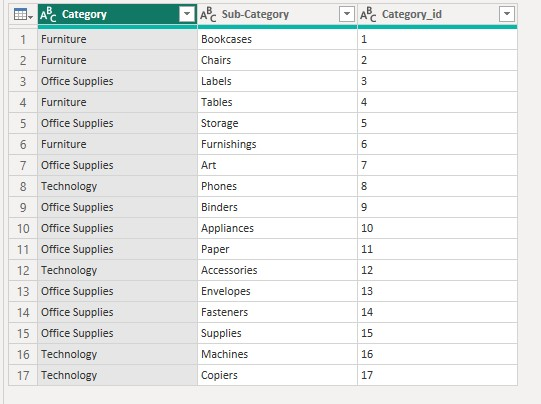 ABC Category ABC Sub-Category ABC Category_id
1 Furniture Bookcases 1
2 Furniture Chairs 2
3 Office Supplies Labels 3
4 Furniture Tables 4
5 Office Supplies Storage 5
6 Furniture Furnishings 6
7 Office Supplies Art 7
8 Technology Phones 8
9 Office Supplies Binders 9
10 Office Supplies Appliances 10
11 Office Supplies Paper 11
12 Technology Accessories 12
13 Office Supplies Envelopes 13
14 Office Supplies Fasteners 14
15 Office Supplies Supplies 15
16 Technology Machines 16
17 Technology Copiers 17